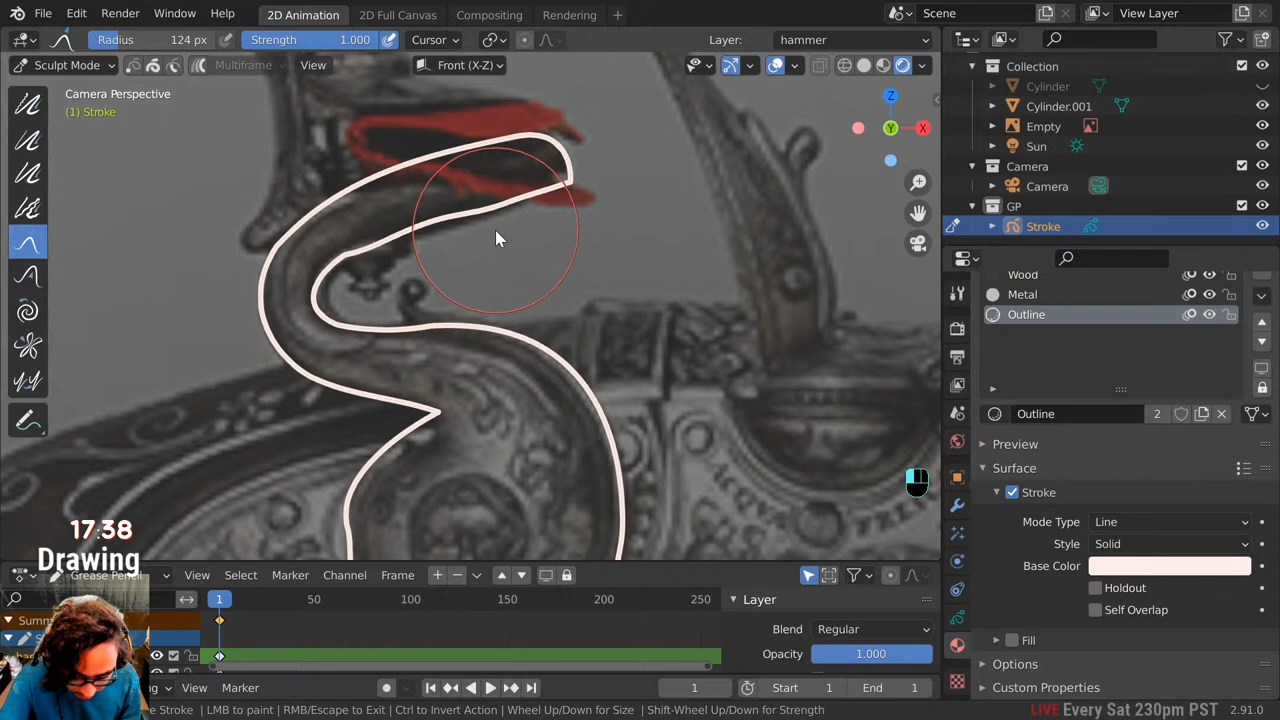 File Edit Render Window Help 2D Animation 2D Full Canvas Compositing Rendering + Scene View Layer
Radius 124 px Strength 1.000 Cursor Layer: hammer
Sculpt Mode Multiframe View Front (X-Z)
Camera Perspective
(1) Stroke
Z
Y
X
Collection
Cylinder
Cylinder.001
Empty
Sun
Camera
Camera
GP
Stroke
Wood
Metal
Outline
Outline 2
Preview
Surface
Stroke
Mode Type Line
Style Solid
Base Color
Holdout
Self Overlap
Fill
Options
Custom Properties
17:38
Drawing
Grease Pencil View Select Marker Channel Frame
1 50 100 150 200 250
Summ
Layer
Blend Regular
Opacity 1.000
Marker 1 Start 1 End 1
e Stroke | LMB to paint | RMB/Escape to Exit | Ctrl to Invert Action | Wheel Up/Down for Size | Shift-Wheel Up/Down for Strength
LIVE Every Sat 230pm PST 2.91.0